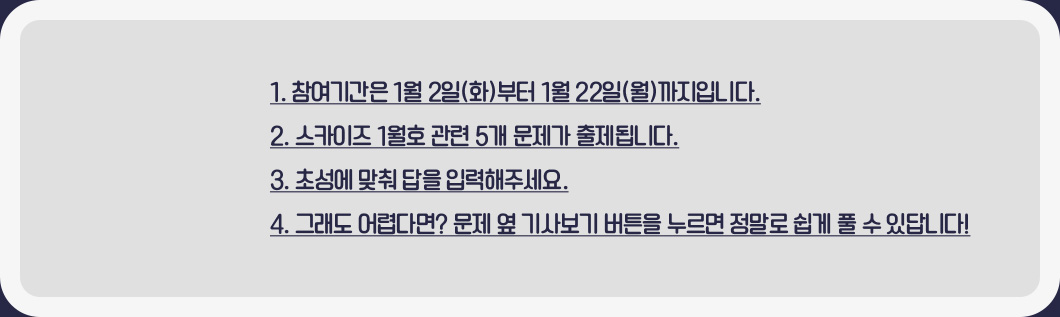 1. 참여기간은 1월 2일(화)부터 1월 22일(월)까지입니다.
2. 스카이즈 1월호 관련 5개 문제가 출제됩니다.
3. 초성에 맞춰 답을 입력해주세요.
4. 그래도 어렵다면? 문제 옆 기사보기 버튼을 누르면 정말로 쉽게 풀 수 있답니다!